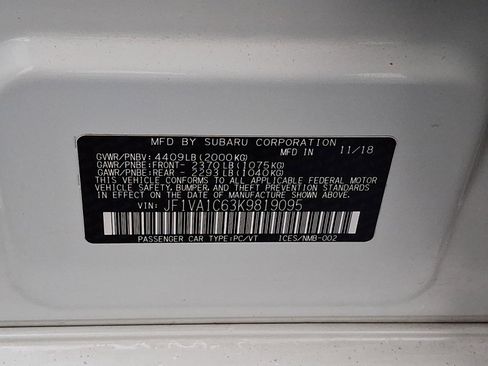 MFD BY SUBARU CORPORATION
GVWR/PNBV: 4409LB(2000KG) 11/18
GAWR/PNBE:FRONT- 2370LB(1075KG)
GAWR/PNBE:REAR - 2293LB(1040KG)
THIS VEHICLE CONFORMS TO ALL APPLICABLE FEDERAL MOTOR
VEHICLE SAFETY, BUMPER, AND THEFT PREVENTION STANDARDS
IN EFFECT ON THE DATE OF MANUFACTURE SHOWN ABOVE.
VIN: JF1VA1C63K9819095
PASSENGER CAR TYPE:PC/VT ICES/NMB-002